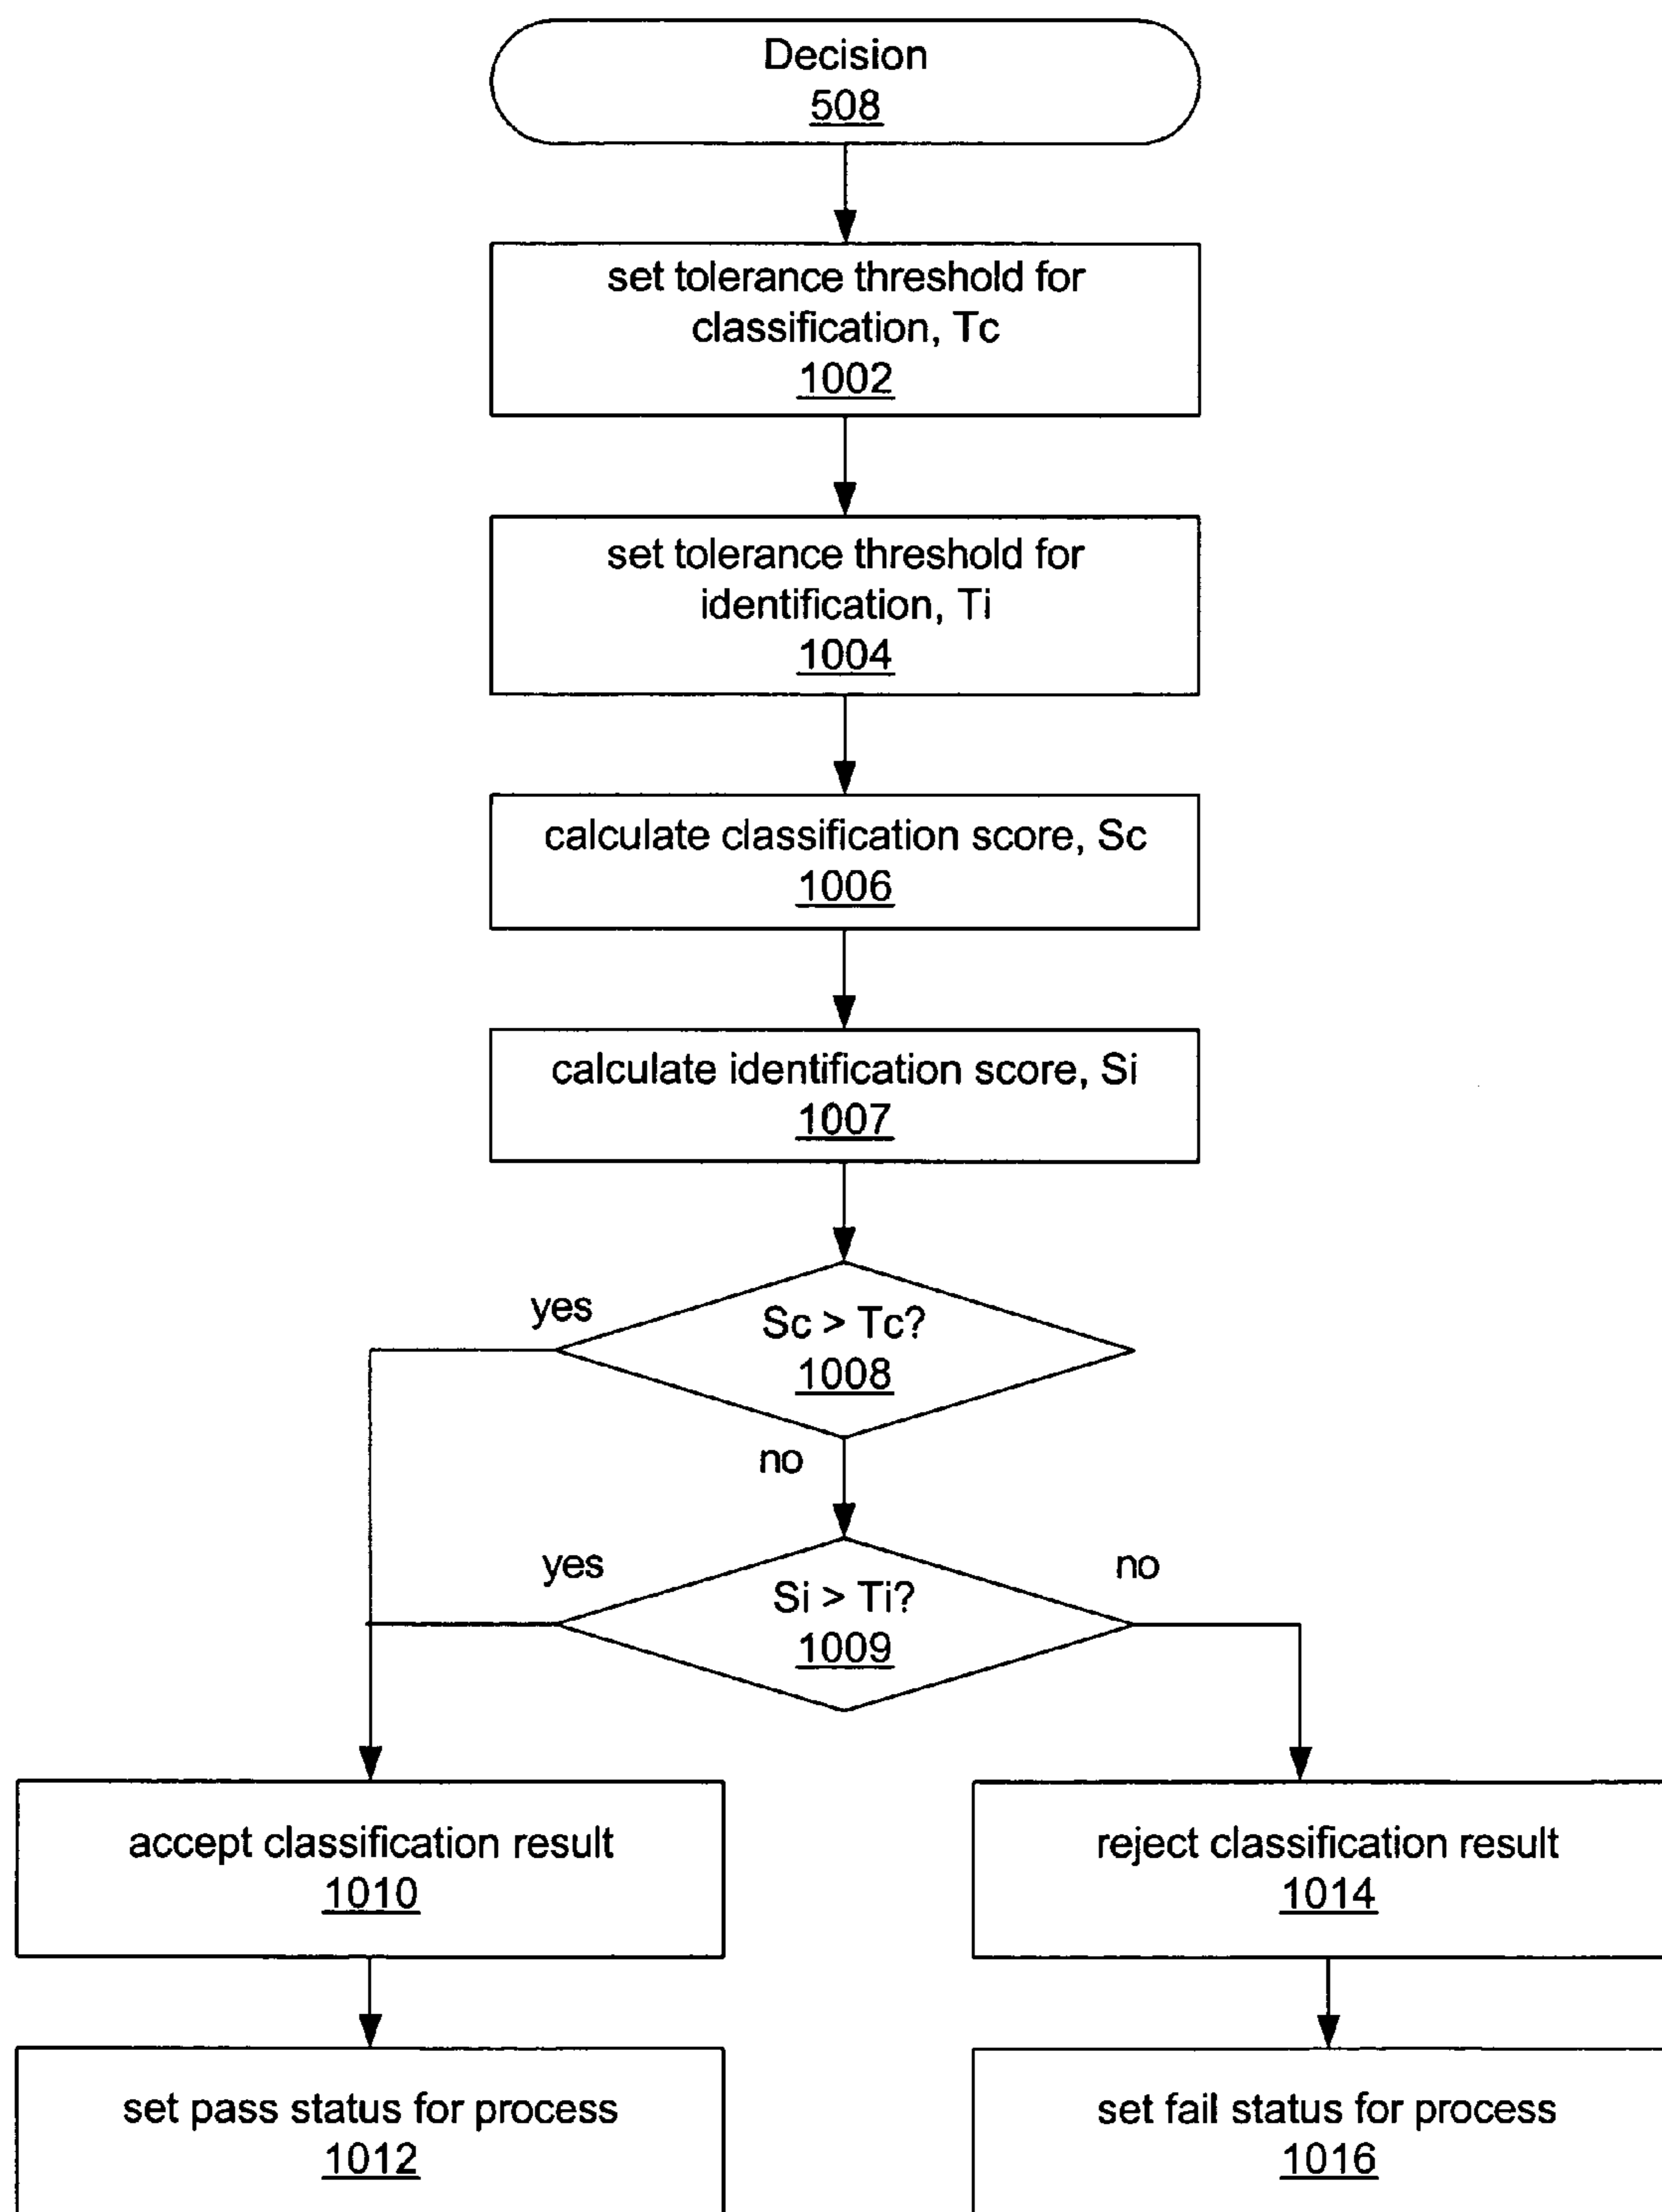 Decision
508
set tolerance threshold for
classification, Tc
1002
set tolerance threshold for
identification, Ti
1004
calculate classification score, Sc
1006
calculate identification score, Si
1007
yes
Sc > Tc?
1008
no
yes
Si > Ti?
1009
no
accept classification result
1010
reject classification result
1014
set pass status for process
1012
set fail status for process
1016